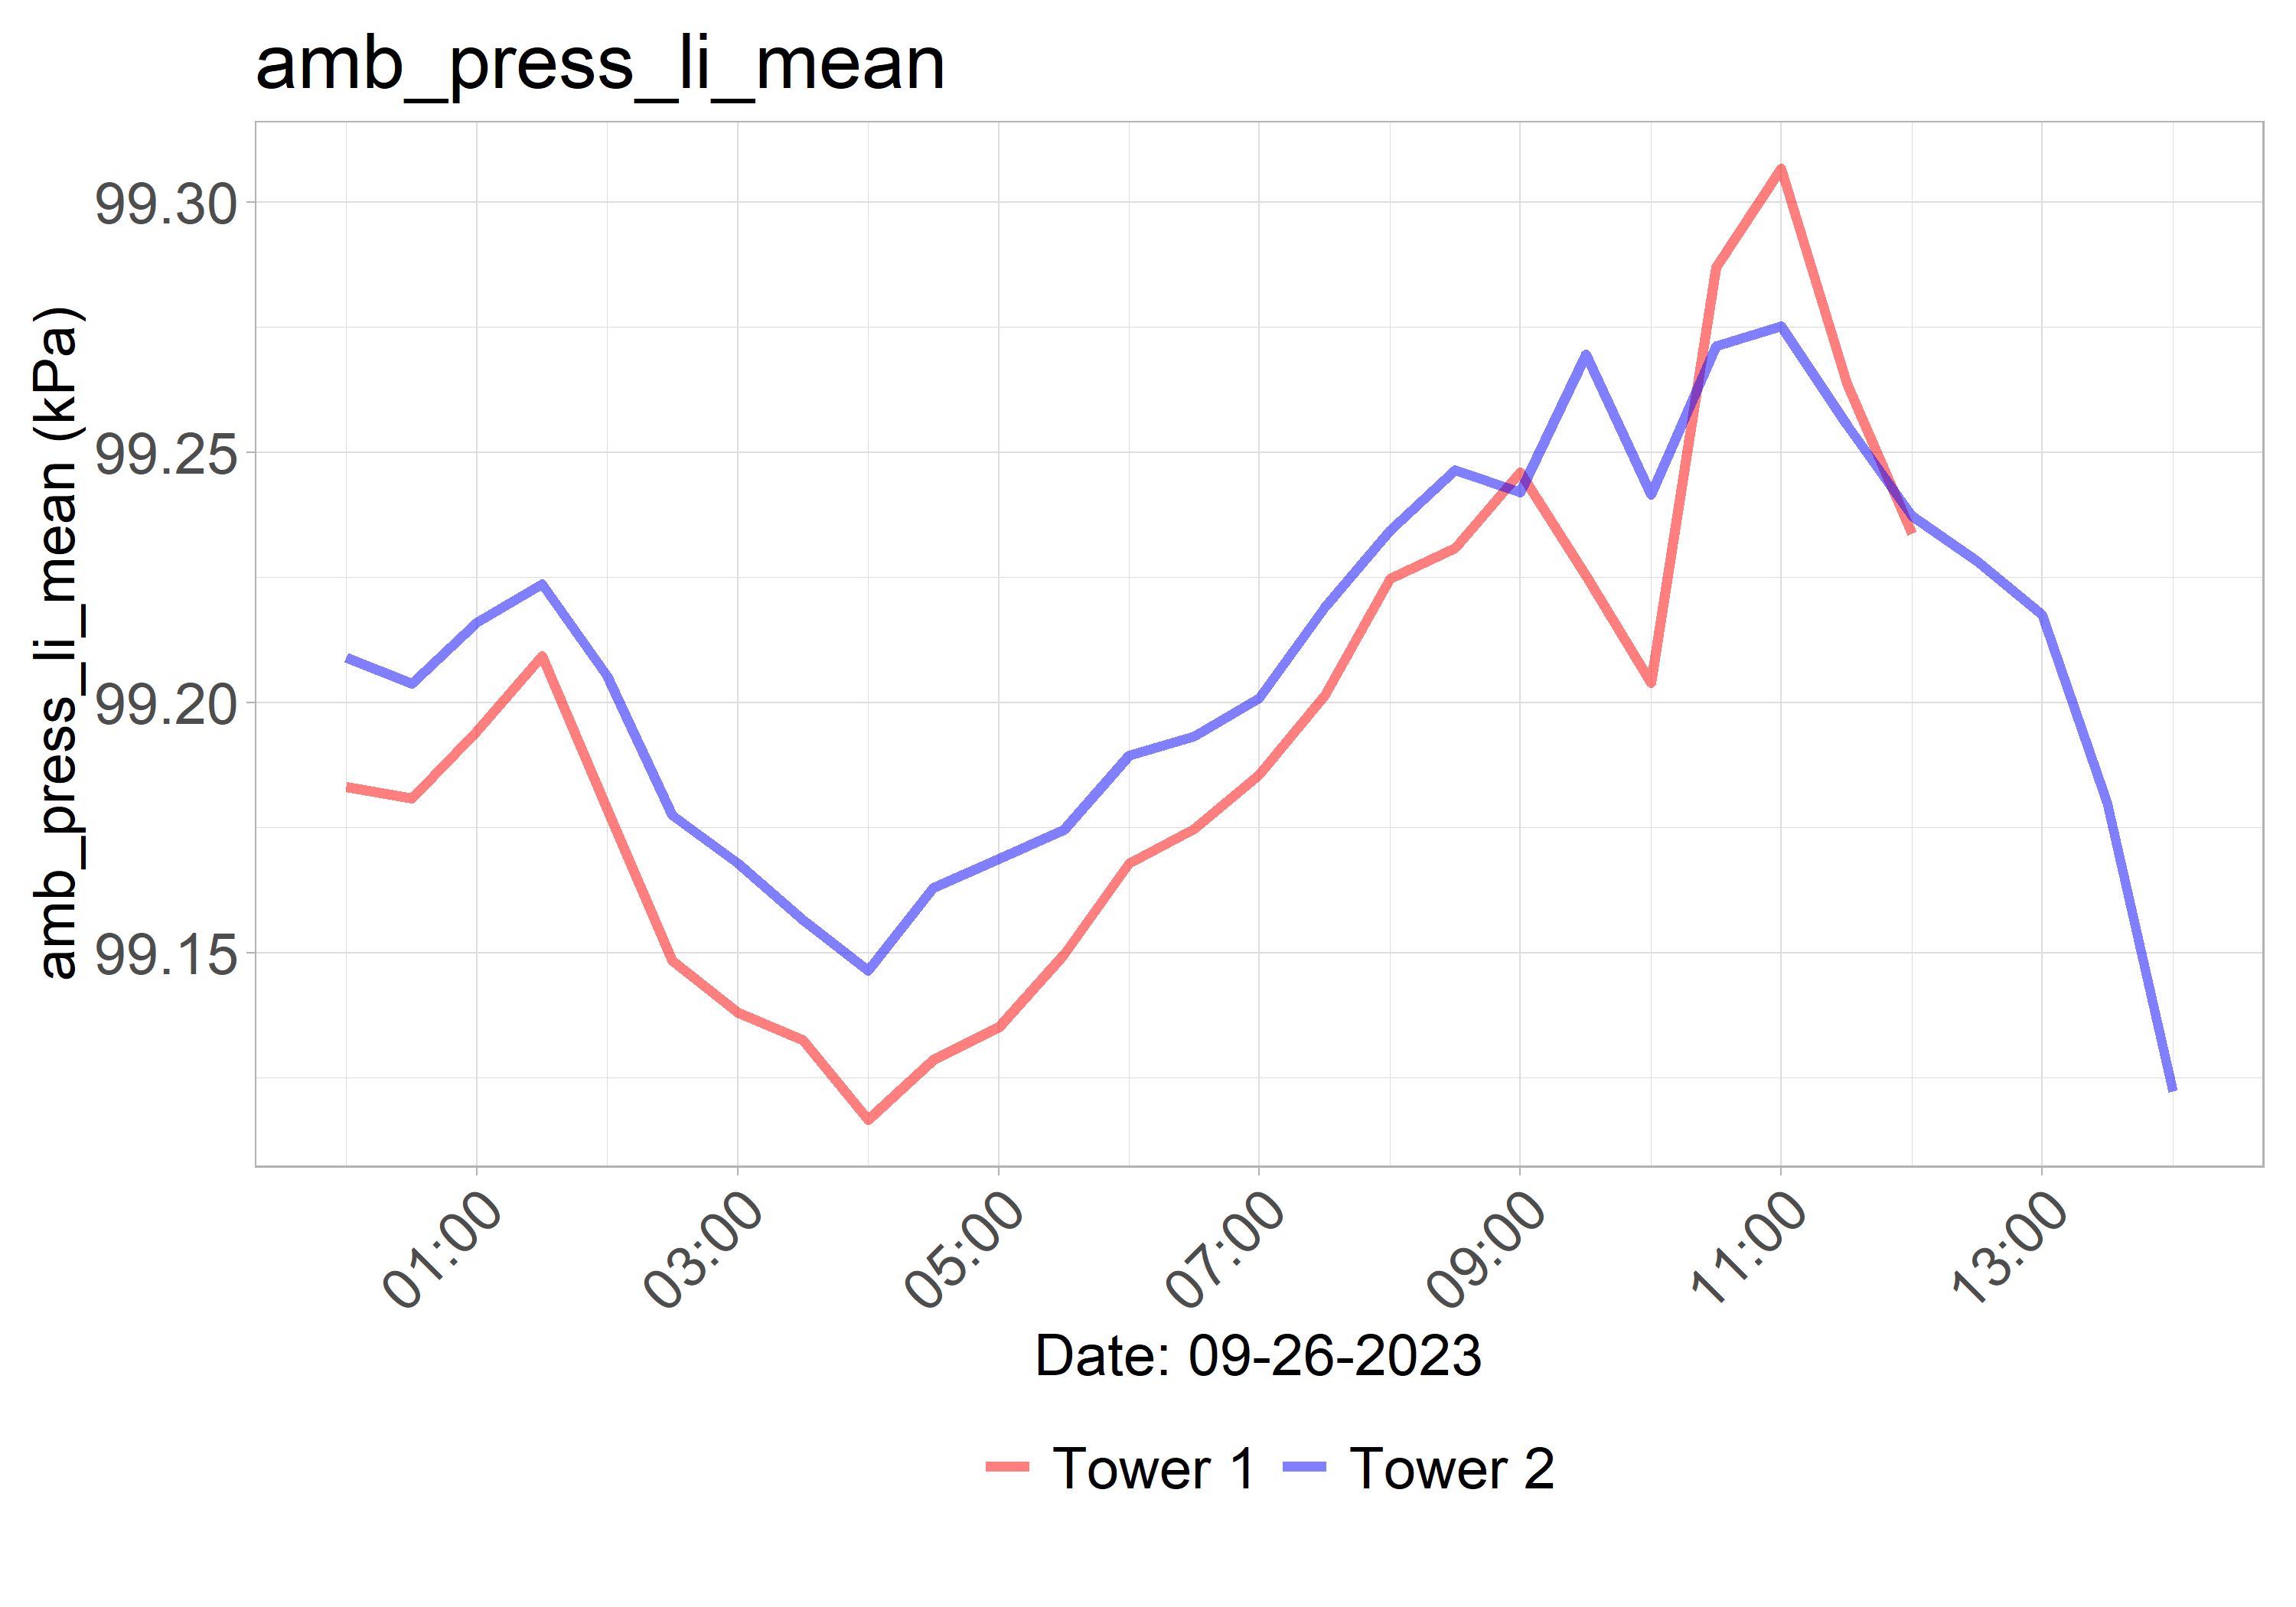 amb_press_li_mean
amb_press_li_mean (kPa)
99.30
99.25
99.20
99.15
01:00
03:00
05:00
07:00
09:00
11:00
13:00
Date: 09-26-2023
Tower 1
Tower 2